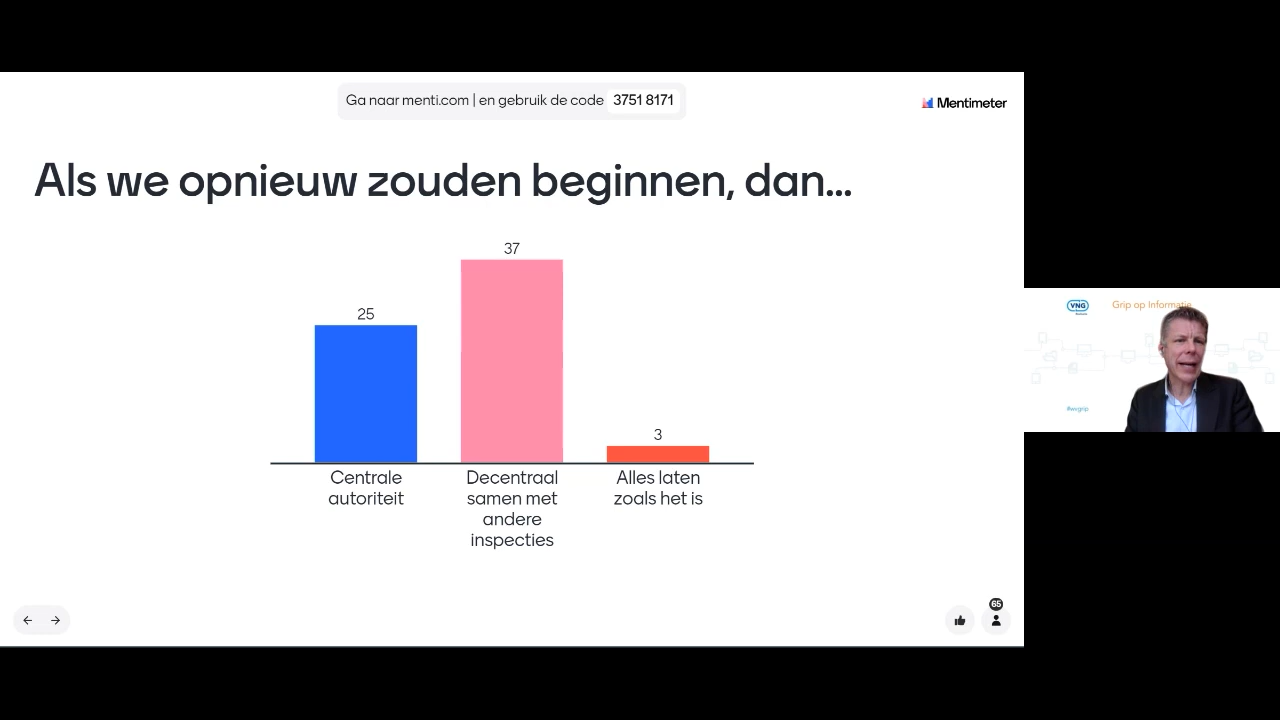 Ga naar menti.com | en gebruik de code 3751 8171
Mentimeter
Als we opnieuw zouden beginnen, dan...
37
25
3
Centrale
autoriteit
Decentraal
samen met
andere
inspecties
Alles laten
zoals het is
65
VNG
Grip op Informatie
#wvgrip